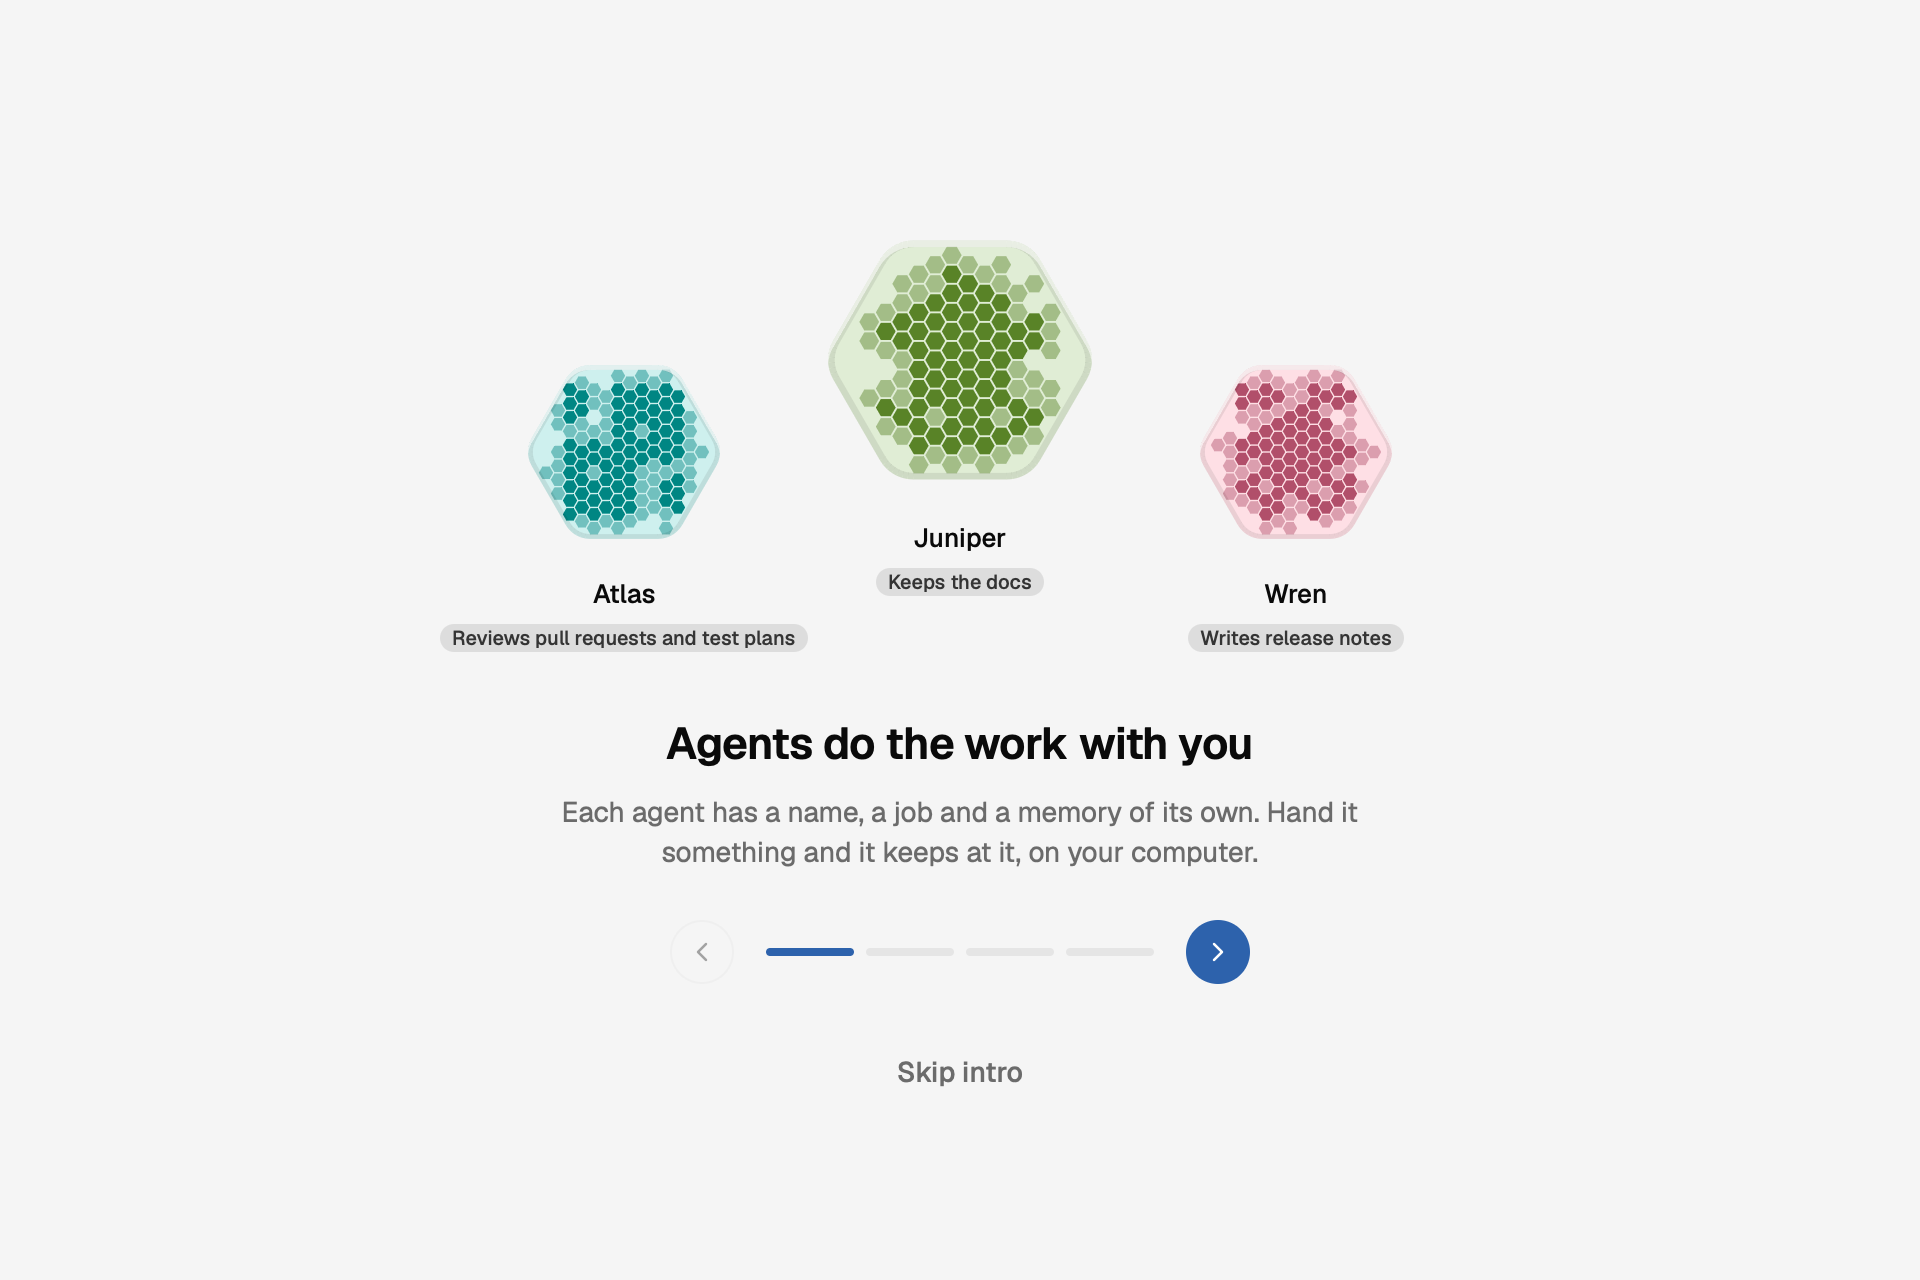 Juniper
Keeps the docs
Atlas
Reviews pull requests and test plans
Wren
Writes release notes
Agents do the work with you
Each agent has a name, a job and a memory of its own. Hand it
something and it keeps at it, on your computer.
Skip intro